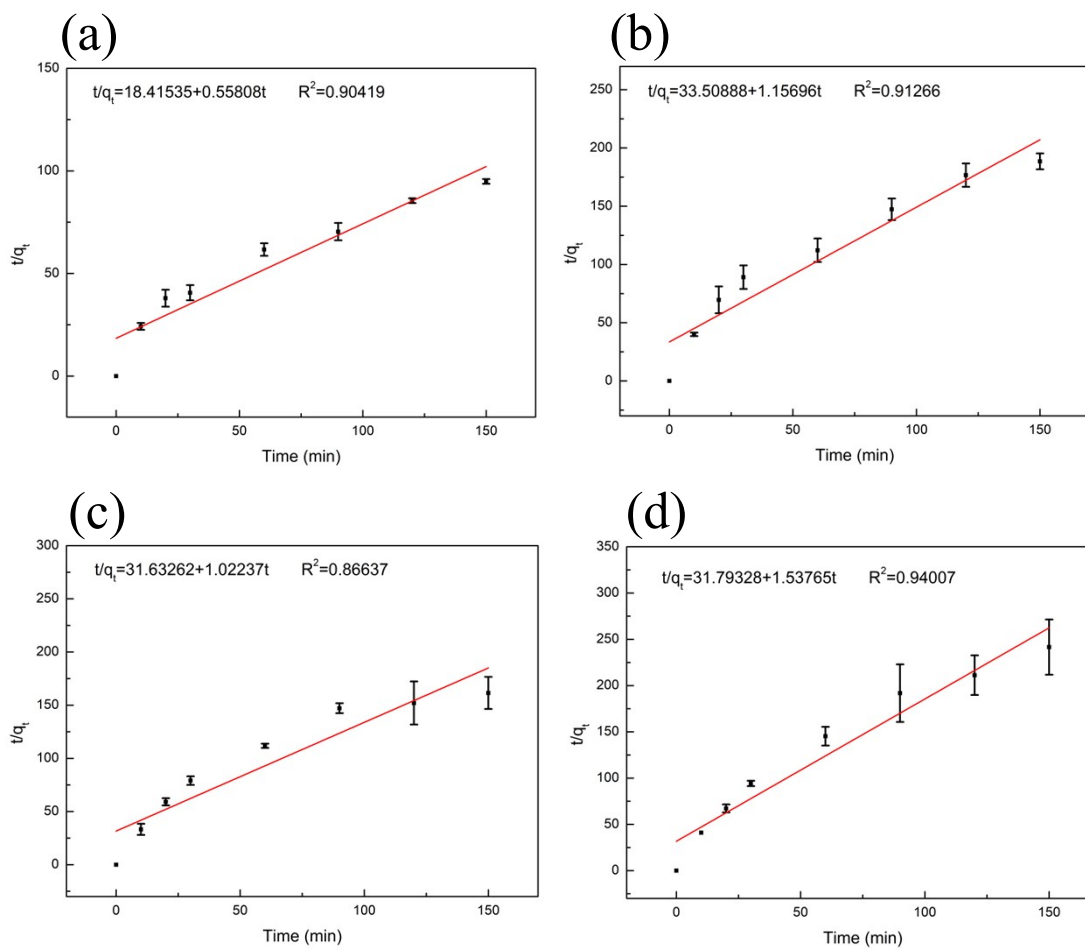 (a)
t/qt=18.41535+0.55808t R²=0.90419
150
100
50
0
t/qt
0 50 100 150
Time (min)
(b)
t/qt=33.50888+1.15696t R²=0.91266
250
200
150
100
50
0
t/qt
0 50 100 150
Time (min)
(c)
t/qt=31.63262+1.02237t R²=0.86637
300
250
200
150
100
50
0
t/qt
0 50 100 150
Time (min)
(d)
t/qt=31.79328+1.53765t R²=0.94007
350
300
250
200
150
100
50
0
t/qt
0 50 100 150
Time (min)